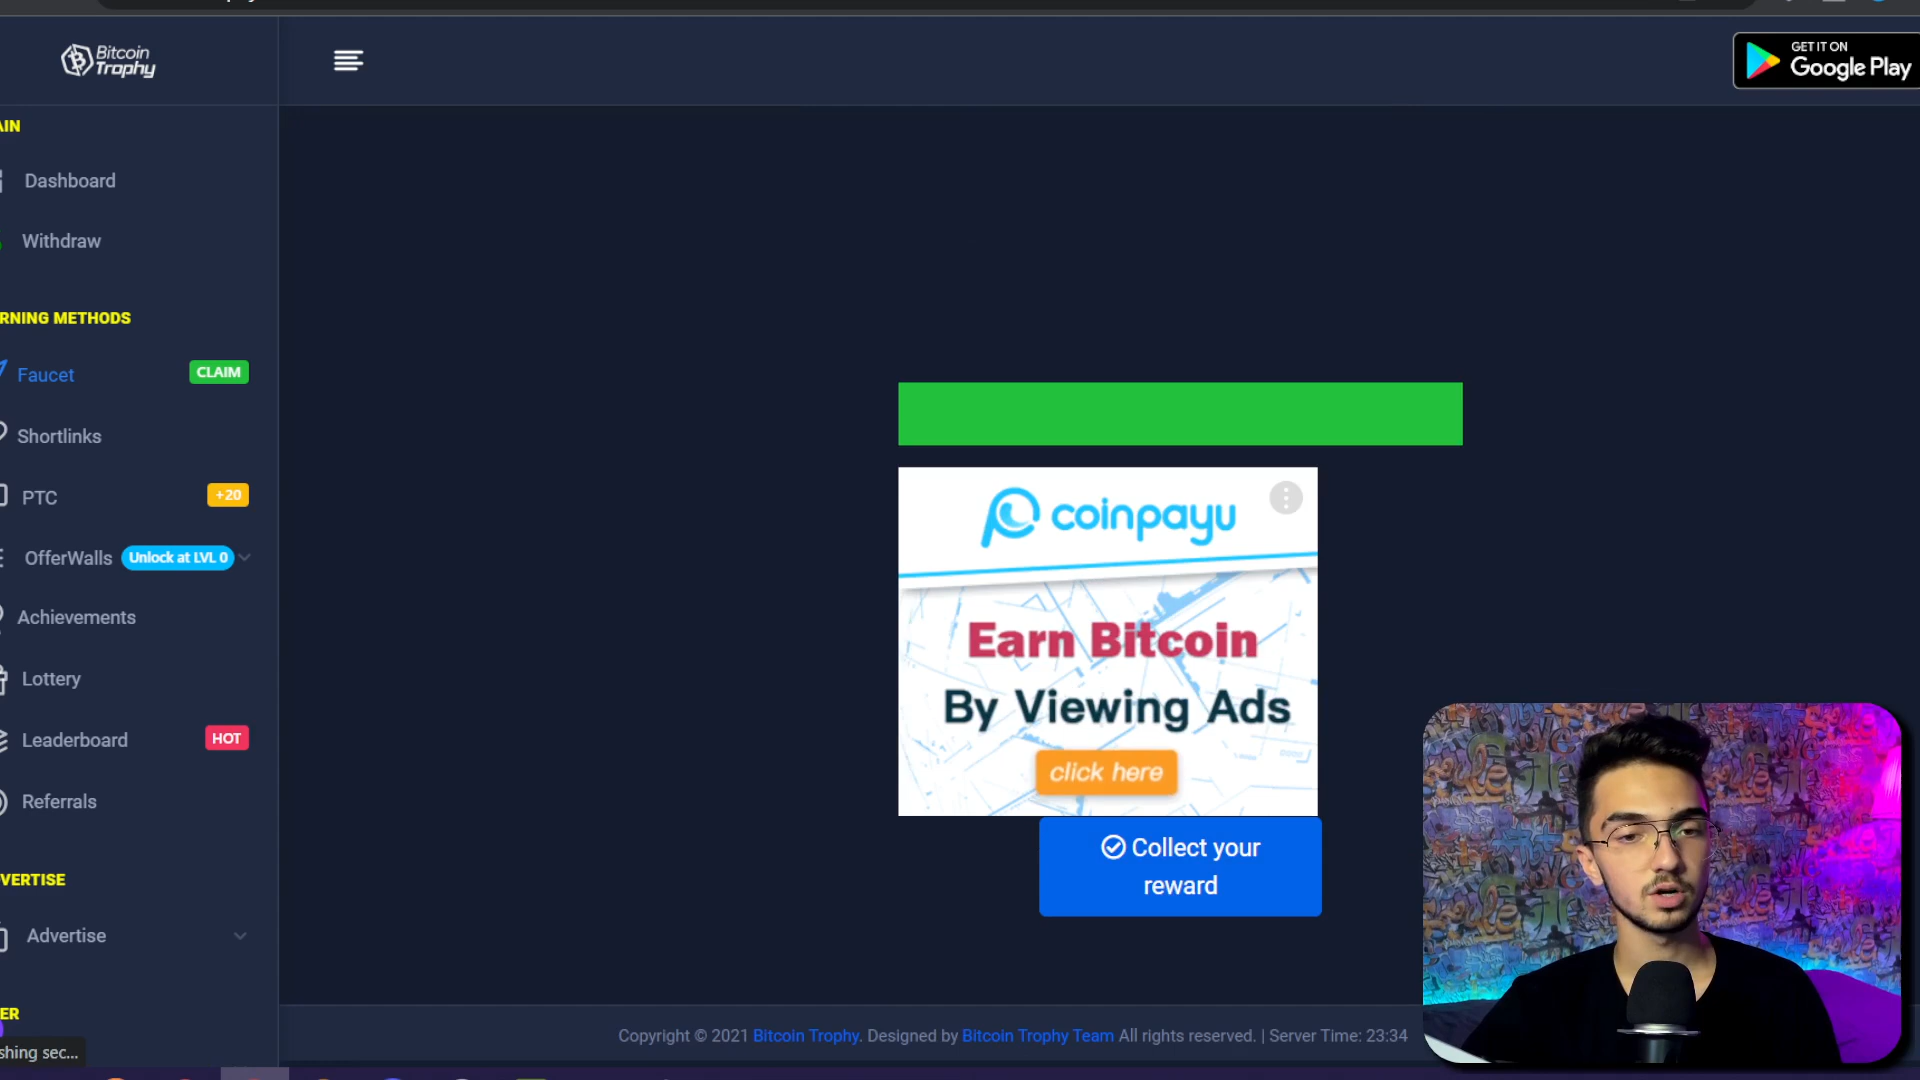 Bitcoin
Trophy
GET IT ON
Google Play
AIN
Dashboard
Withdraw
RNING METHODS
Faucet
CLAIM
Shortlinks
PTC
+20
OfferWalls
Unlock at LVL 0
Achievements
Lottery
Leaderboard
HOT
Referrals
VERTISE
Advertise
ER
shing sec...
coinpayu
Earn Bitcoin
By Viewing Ads
click here
Collect your
reward
Copyright © 2021 Bitcoin Trophy. Designed by Bitcoin Trophy Team All rights reserved. | Server Time: 23:34